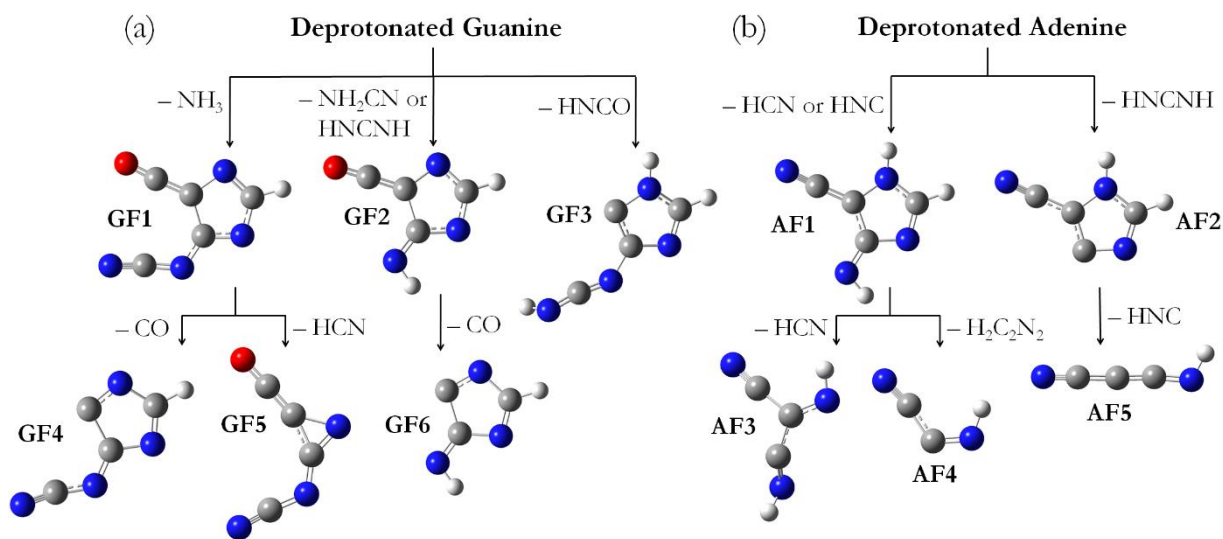 (a) Deprotonated Guanine
– NH₃
– NH₂CN or
HNCNH
– HNCO
GF1
GF2
GF3
– CO
– HCN
– CO
GF4
GF5
GF6
(b) Deprotonated Adenine
– HCN or HNC
– HNCNH
AF1
AF2
– HCN
– H₂C₂N₂
– HNC
AF3
AF4
AF5